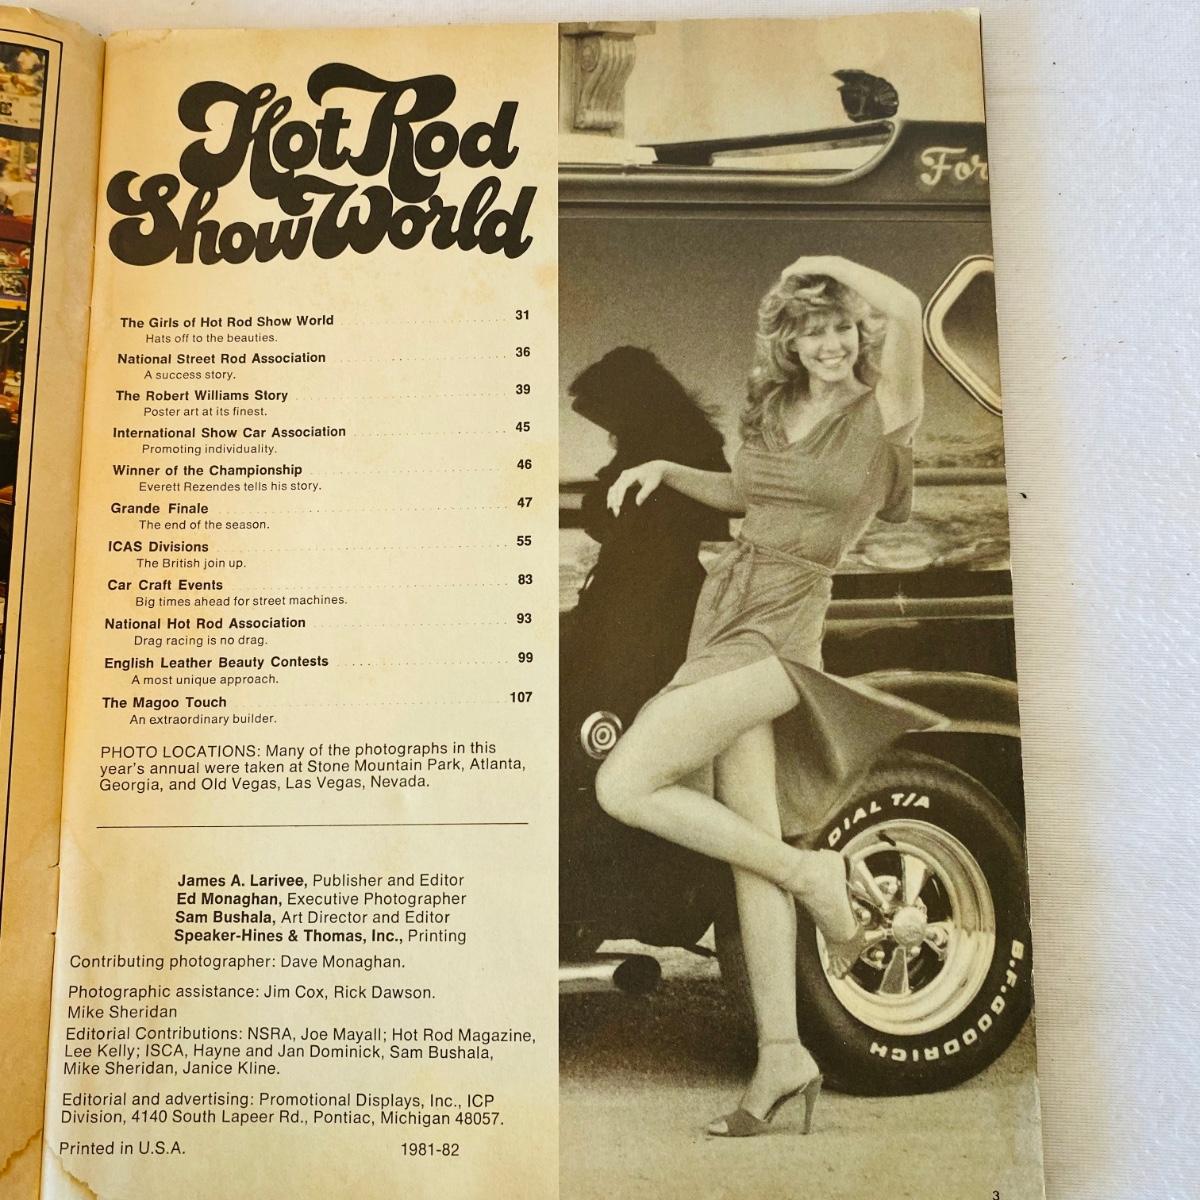 Hot Rod
Show World
The Girls of Hot Rod Show World 31
Hats off to the beauties.
National Street Rod Association 36
A success story.
The Robert Williams Story 39
Poster art at its finest.
International Show Car Association 45
Promoting individuality.
Winner of the Championship 46
Everett Rezendes tells his story.
Grande Finale 47
The end of the season.
ICAS Divisions 55
The British join up.
Car Craft Events 83
Big times ahead for street machines.
National Hot Rod Association 93
Drag racing is no drag.
English Leather Beauty Contests 99
A most unique approach.
The Magoo Touch 107
An extraordinary builder.
PHOTO LOCATIONS: Many of the photographs in this
year's annual were taken at Stone Mountain Park, Atlanta,
Georgia, and Old Vegas, Las Vegas, Nevada.
James A. Larivee, Publisher and Editor
Ed Monaghan, Executive Photographer
Sam Bushala, Art Director and Editor
Speaker-Hines & Thomas, Inc., Printing
Contributing photographer: Dave Monaghan.
Photographic assistance: Jim Cox, Rick Dawson.
Mike Sheridan
Editorial Contributions: NSRA, Joe Mayall; Hot Rod Magazine,
Lee Kelly; ISCA, Hayne and Jan Dominick, Sam Bushala,
Mike Sheridan, Janice Kline.
Editorial and advertising: Promotional Displays, Inc., ICP
Division, 4140 South Lapeer Rd., Pontiac, Michigan 48057.
Printed in U.S.A. 1981-82
For
DIAL T/A
B.F.GOODRICH
3